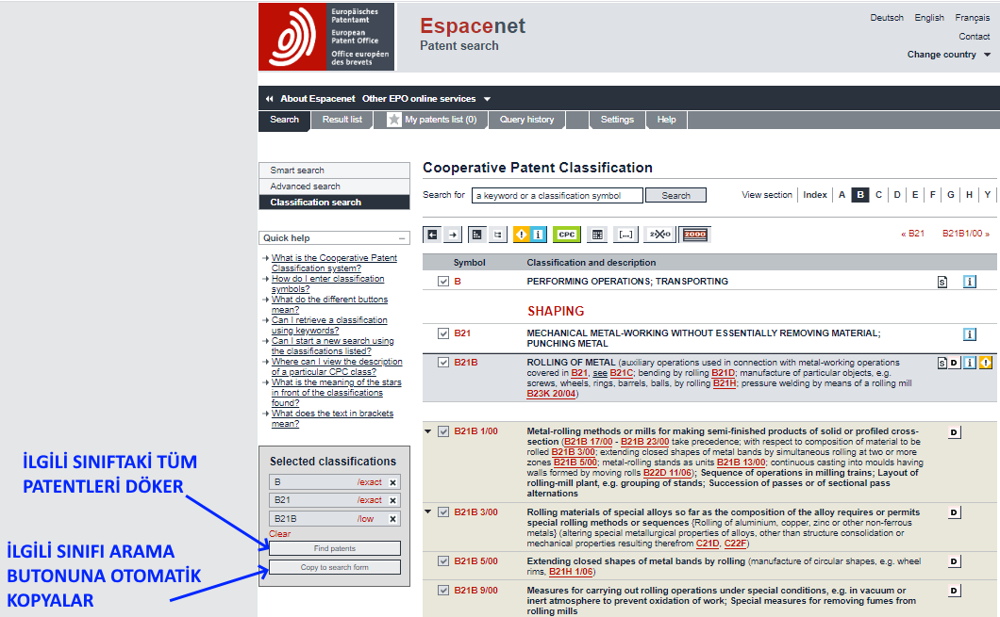 Europäisches
Patentamt
European
Patent Office
Office européen
des brevets
Espacenet
Patent search
Deutsch English Français
Contact
Change country
About Espacenet Other EPO online services
Search Result list My patents list (0) Query history Settings Help
Smart search
Advanced search
Classification search
Quick help
What is the Cooperative Patent
Classification system?
How do I enter classification
symbols?
What do the different buttons
mean?
Can I retrieve a classification
using keywords?
Can I start a new search using
the classifications listed?
Where can I view the description
of a particular CPC class?
What is the meaning of the stars
in front of the classifications
found?
What does the text in brackets
mean?
Selected classifications
B /exact x
B21 /exact x
B21B /low x
Clear
Find patents
Copy to search form
İLGİLİ SINIFTAKİ TÜM
PATENTLERİ DÖKER
İLGİLİ SINIFI ARAMA
BUTONUNA OTOMATİK
KOPYALAR
Cooperative Patent Classification
Search for a keyword or a classification symbol Search View section Index A B C D E F G H Y
CPC [...] 2000 2000 « B21 B21B1/00 »
Symbol Classification and description
B PERFORMING OPERATIONS; TRANSPORTING S i
SHAPING
B21 MECHANICAL METAL-WORKING WITHOUT ESSENTIALLY REMOVING MATERIAL; i
PUNCHING METAL
B21B ROLLING OF METAL (auxiliary operations used in connection with metal-working operations S D i !
covered in B21, see B21C; bending by rolling B21D; manufacture of particular objects, e.g.
screws, wheels, rings, barrels, balls, by rolling B21H; pressure welding by means of a rolling mill
B23K 20/04)
B21B 1/00 Metal-rolling methods or mills for making semi-finished products of solid or profiled cross- D
section (B21B 17/00 - B21B 23/00 take precedence; with respect to composition of material to be
rolled B21B 3/00; extending closed shapes of metal bands by simultaneous rolling at two or more
zones B21B 5/00; metal-rolling stands as units B21B 13/00; continuous casting into moulds having
walls formed by moving rolls B22D 11/06); Sequence of operations in milling trains; Layout of
rolling-mill plant, e.g. grouping of stands; Succession of passes or of sectional pass
alternations
B21B 3/00 Rolling materials of special alloys so far as the composition of the alloy requires or permits D
special rolling methods or sequences {Rolling of aluminium, copper, zinc or other non-ferrous
metals} (altering special metallurgical properties of alloys, other than structure consolidation or
mechanical properties resulting therefrom C21D, C22F)
B21B 5/00 Extending closed shapes of metal bands by rolling (manufacture of circular shapes, e.g. wheel D
rims, B21H 1/06)
B21B 9/00 Measures for carrying out rolling operations under special conditions, e.g. in vacuum or D
inert atmosphere to prevent oxidation of work; Special measures for removing fumes from
rolling mills